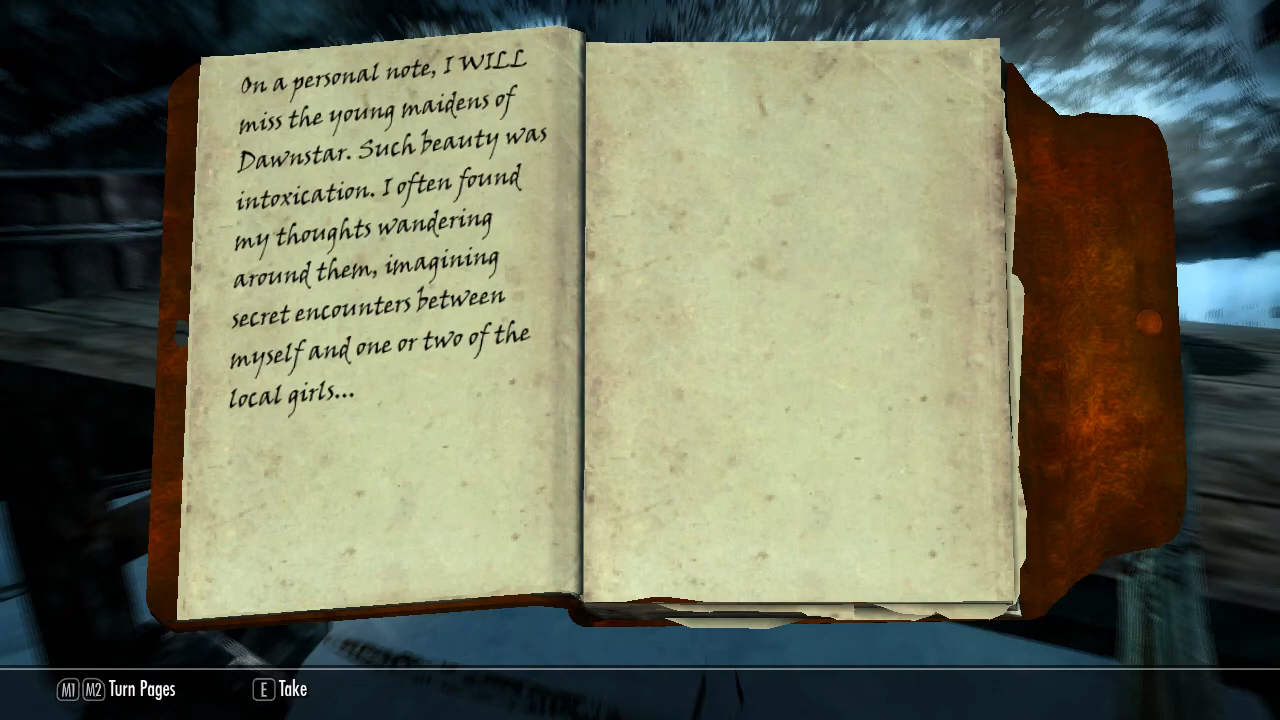 On a personal note, I WILL
miss the young maidens of
Dawnstar. Such beauty was
intoxication. I often found
my thoughts wandering
around them, imagining
secret encounters between
myself and one or two of the
local girls...
M1 M2 Turn Pages
E Take